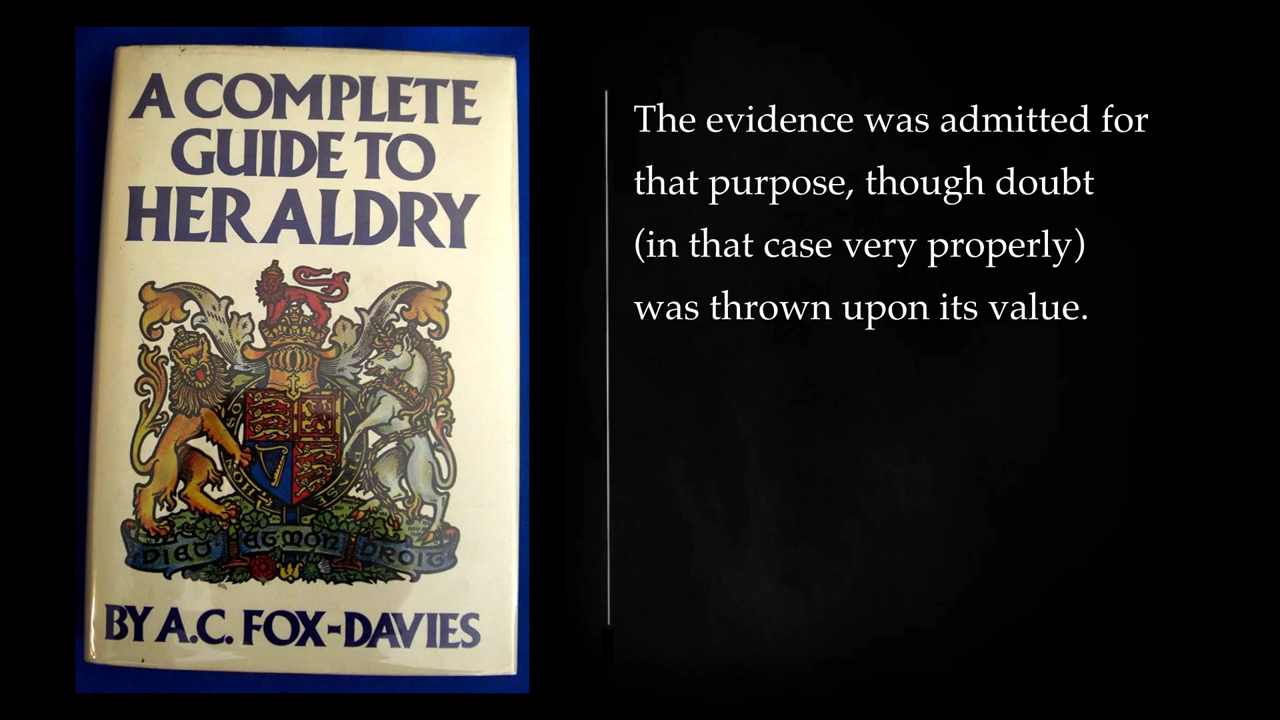 A COMPLETE
GUIDE TO
HERALDRY
DIEU ET MON DROIT
BY A.C. FOX-DAVIES
The evidence was admitted for
that purpose, though doubt
(in that case very properly)
was thrown upon its value.